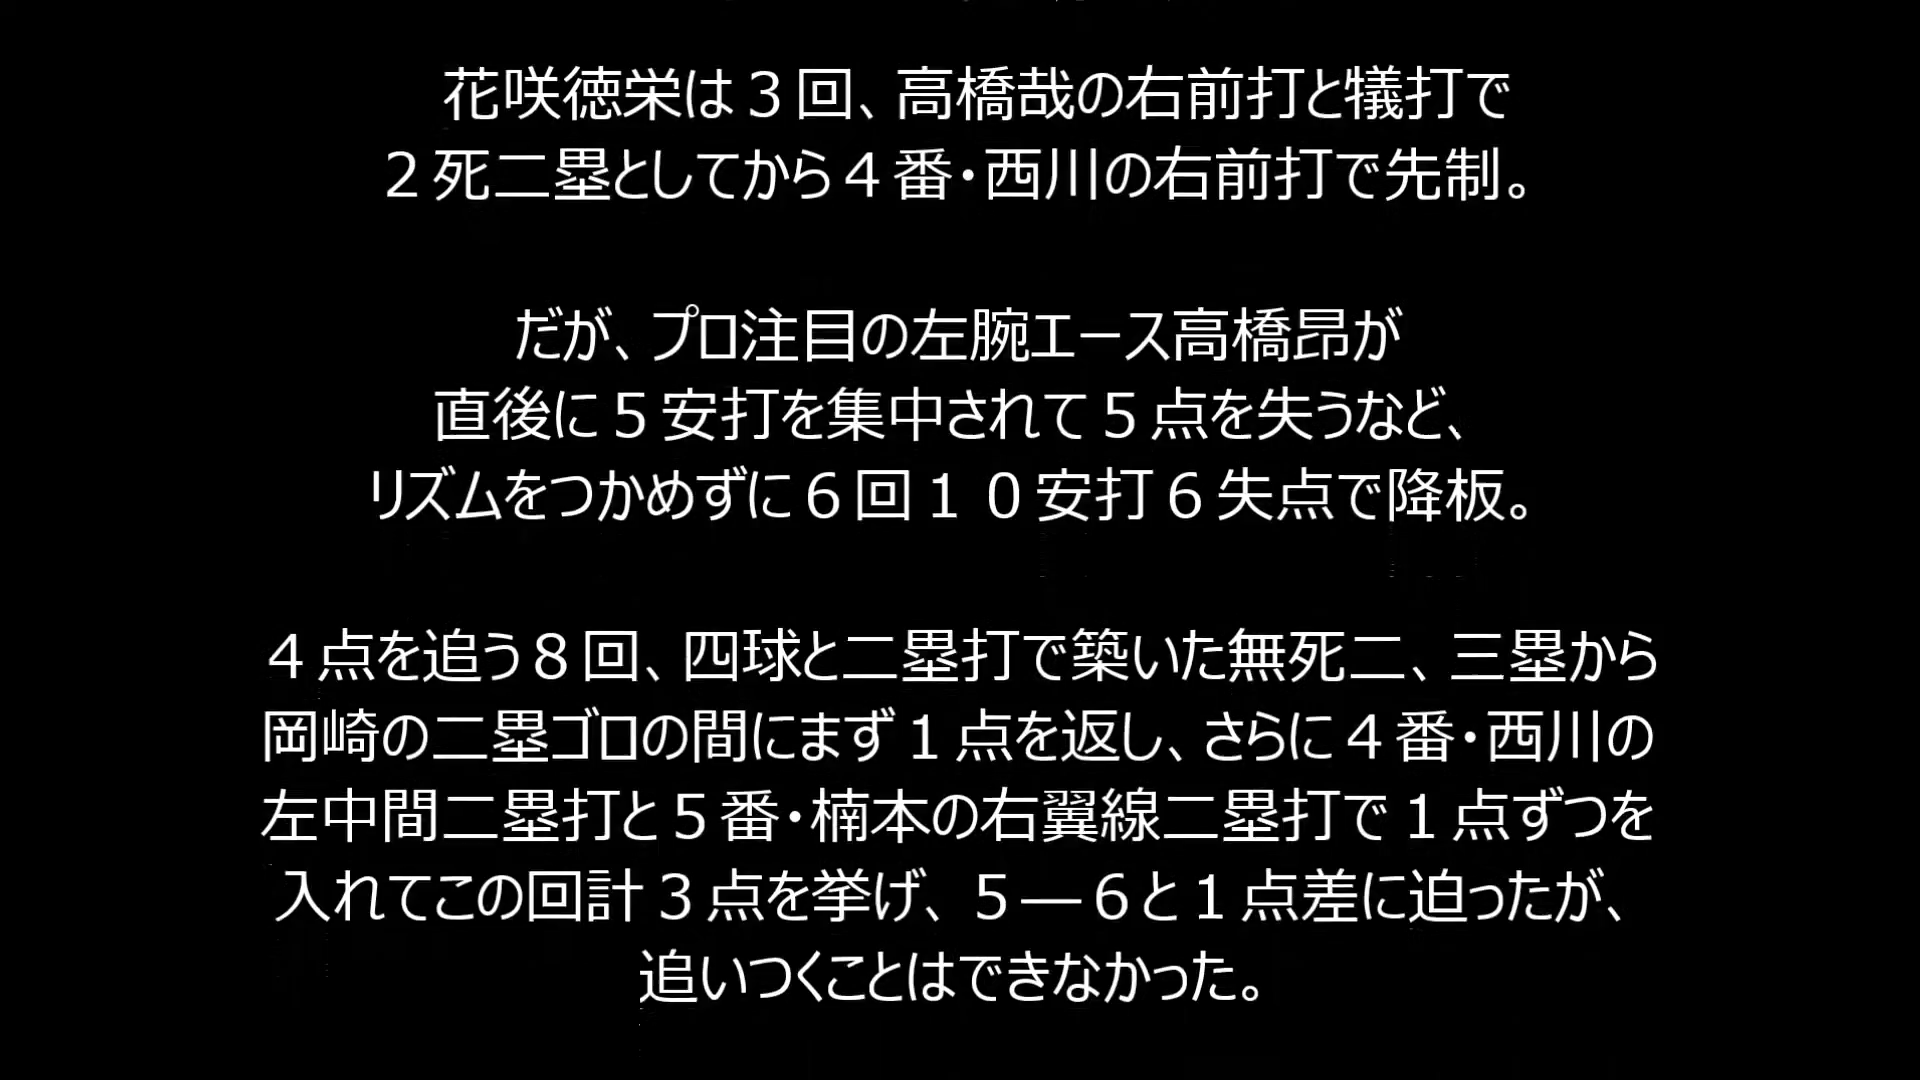 花咲徳栄は３回、高橋哉の右前打と犠打で
２死二塁としてから４番・西川の右前打で先制。
だが、プロ注目の左腕エース高橋昂が
直後に５安打を集中されて５点を失うなど、
リズムをつかめずに６回１０安打６失点で降板。
４点を追う８回、四球と二塁打で築いた無死二、三塁から
岡崎の二塁ゴロの間にまず１点を返し、さらに４番・西川の
左中間二塁打と５番・楠本の右翼線二塁打で１点ずつを
入れてこの回計３点を挙げ、５―６と１点差に迫ったが、
追いつくことはできなかった。